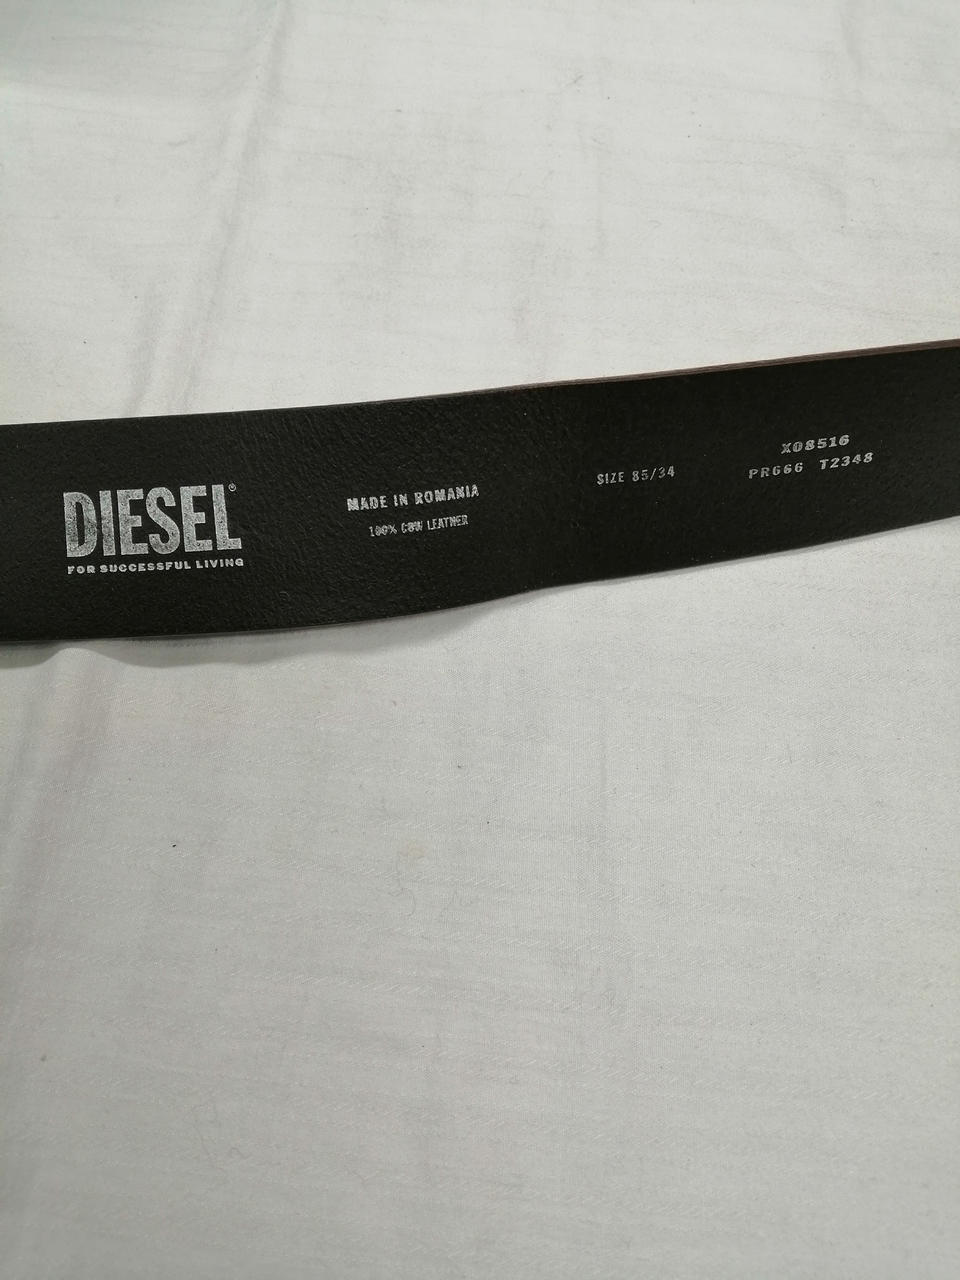 DIESEL®
FOR SUCCESSFUL LIVING
MADE IN ROMANIA
100% COW LEATHER
SIZE 85/34
X08516
PR666 T2348